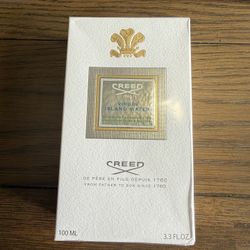 CREED
VIRGIN
ISLAND WATER
CREED
DE PÈRE EN FILS DEPUIS 1760
FROM FATHER TO SON SINCE 1760
100 ML
3.3 FL.OZ